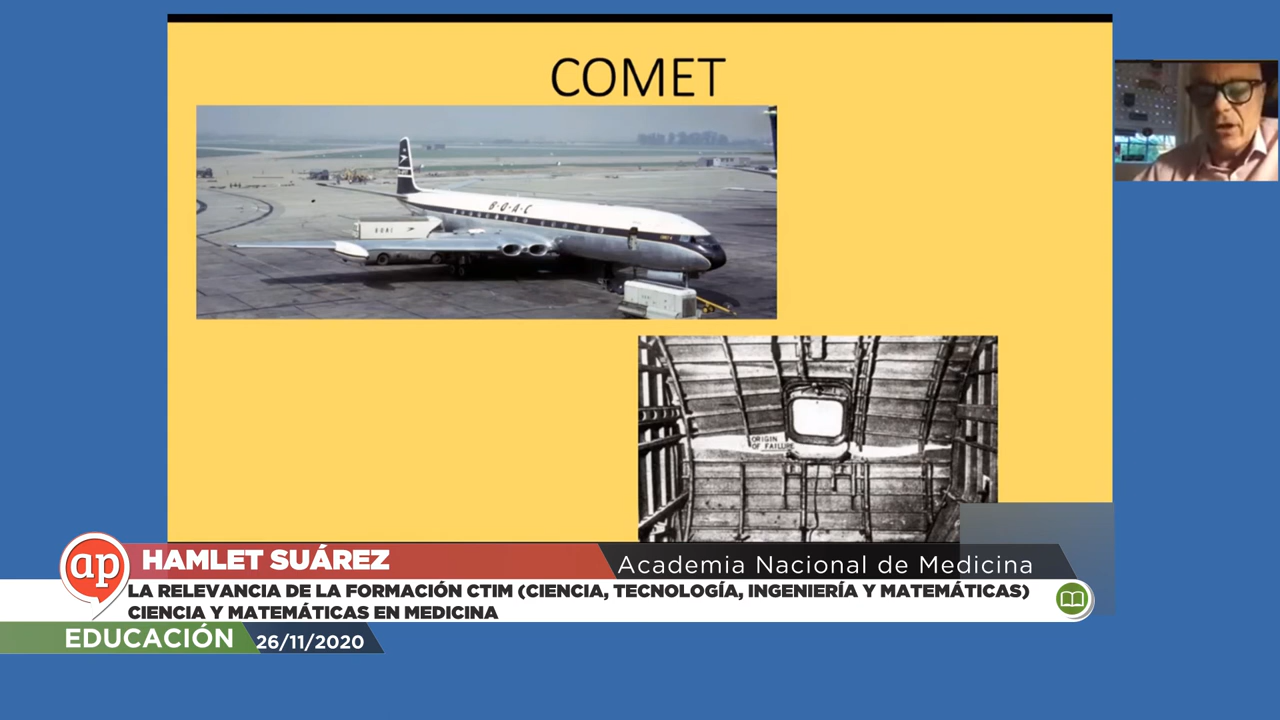 COMET
B·O·A·C
ORIGIN
OF FAILURE
ap
HAMLET SUÁREZ
Academia Nacional de Medicina
LA RELEVANCIA DE LA FORMACIÓN CTIM (CIENCIA, TECNOLOGÍA, INGENIERÍA Y MATEMÁTICAS)
CIENCIA Y MATEMÁTICAS EN MEDICINA
EDUCACIÓN
26/11/2020